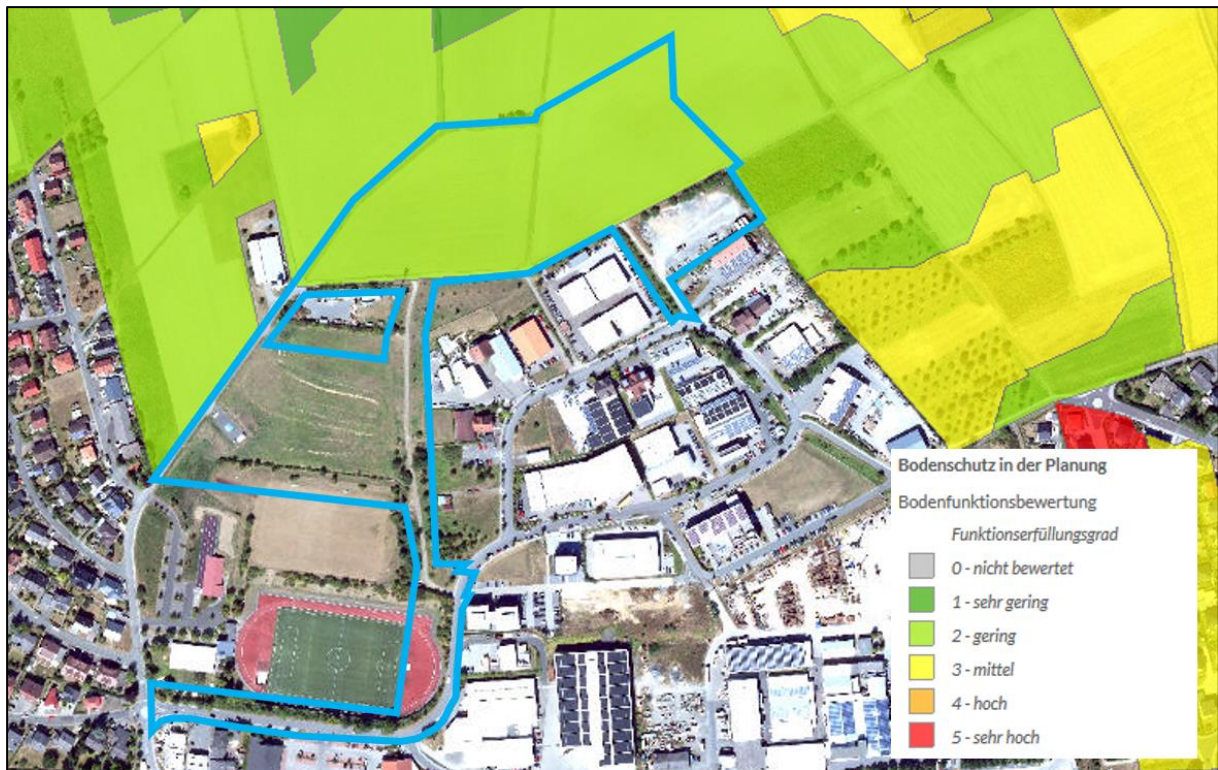 Bodenschutz in der Planung
Bodenfunktionsbewertung
Funktionserfüllungsgrad
0 - nicht bewertet
1 - sehr gering
2 - gering
3 - mittel
4 - hoch
5 - sehr hoch